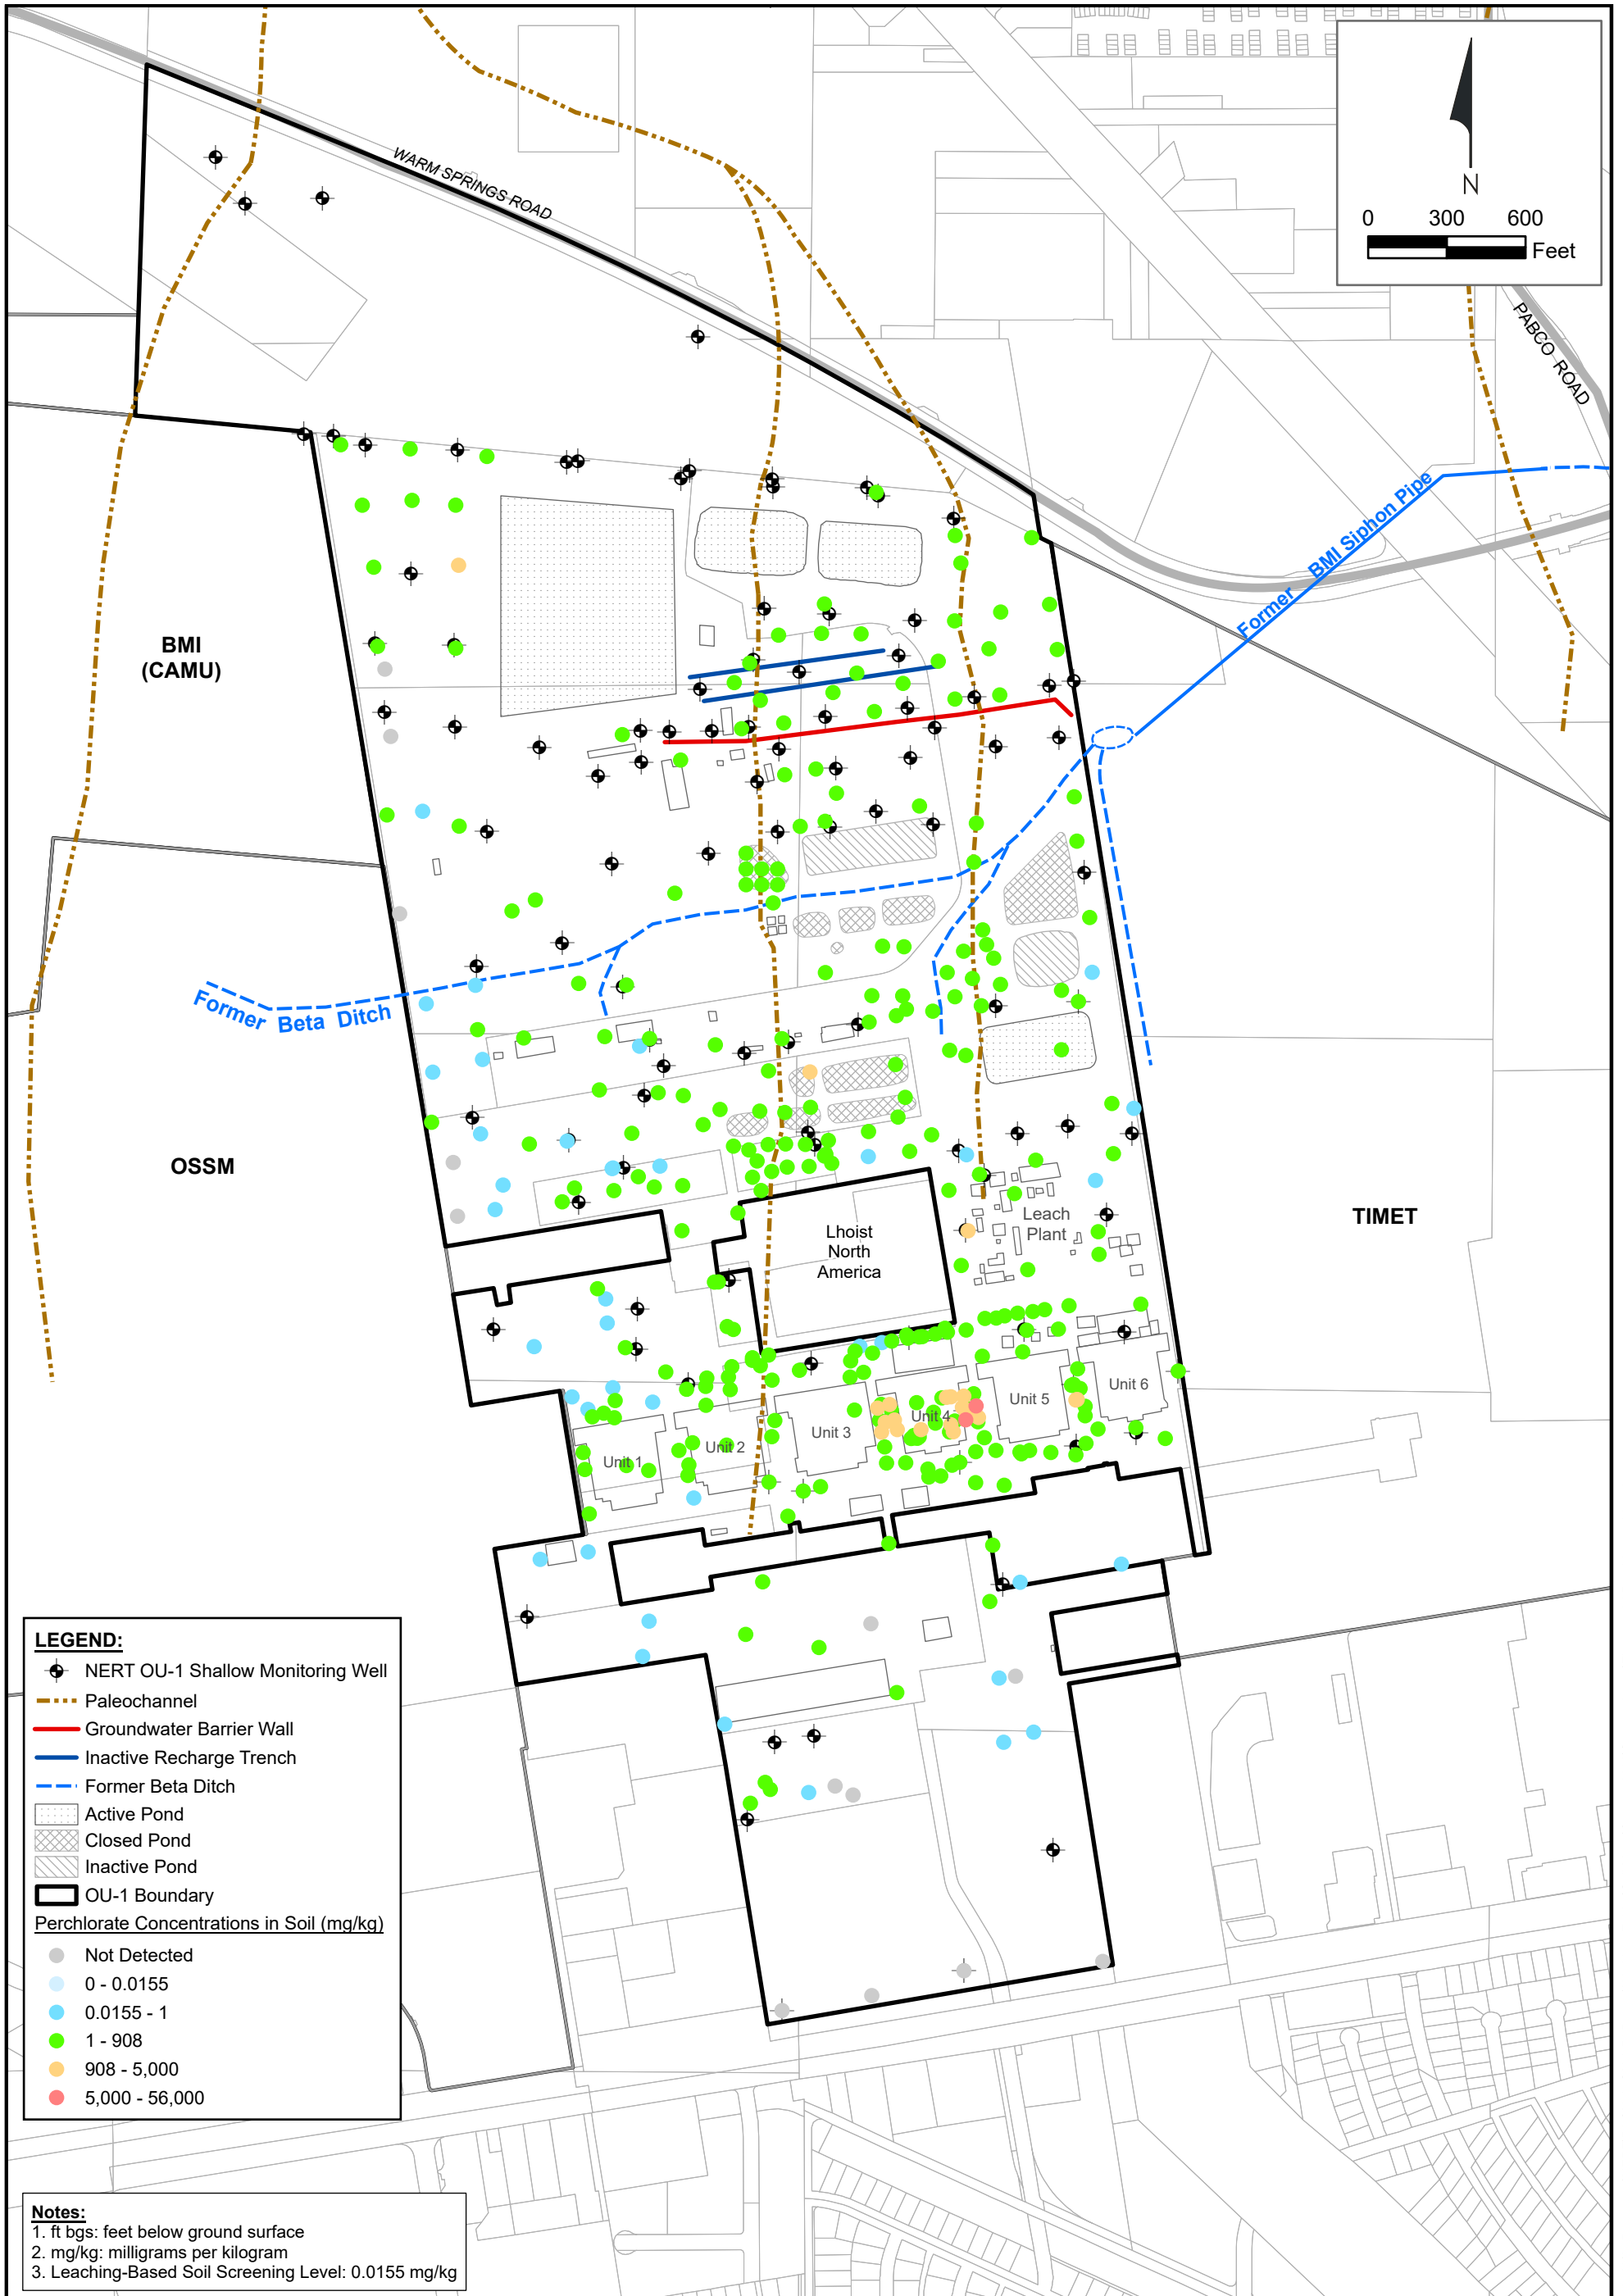 WARM SPRINGS ROAD
N
0 300 600
Feet
PABCO ROAD
Former BMI Siphon Pipe
BMI
(CAMU)
Former Beta Ditch
OSSM
TIMET
Lhoist
North
America
Leach
Plant
Unit 1
Unit 2
Unit 3
Unit 4
Unit 5
Unit 6
LEGEND:
NERT OU-1 Shallow Monitoring Well
Paleochannel
Groundwater Barrier Wall
Inactive Recharge Trench
Former Beta Ditch
Active Pond
Closed Pond
Inactive Pond
OU-1 Boundary
Perchlorate Concentrations in Soil (mg/kg)
Not Detected
0 - 0.0155
0.0155 - 1
1 - 908
908 - 5,000
5,000 - 56,000
Notes:
1. ft bgs: feet below ground surface
2. mg/kg: milligrams per kilogram
3. Leaching-Based Soil Screening Level: 0.0155 mg/kg